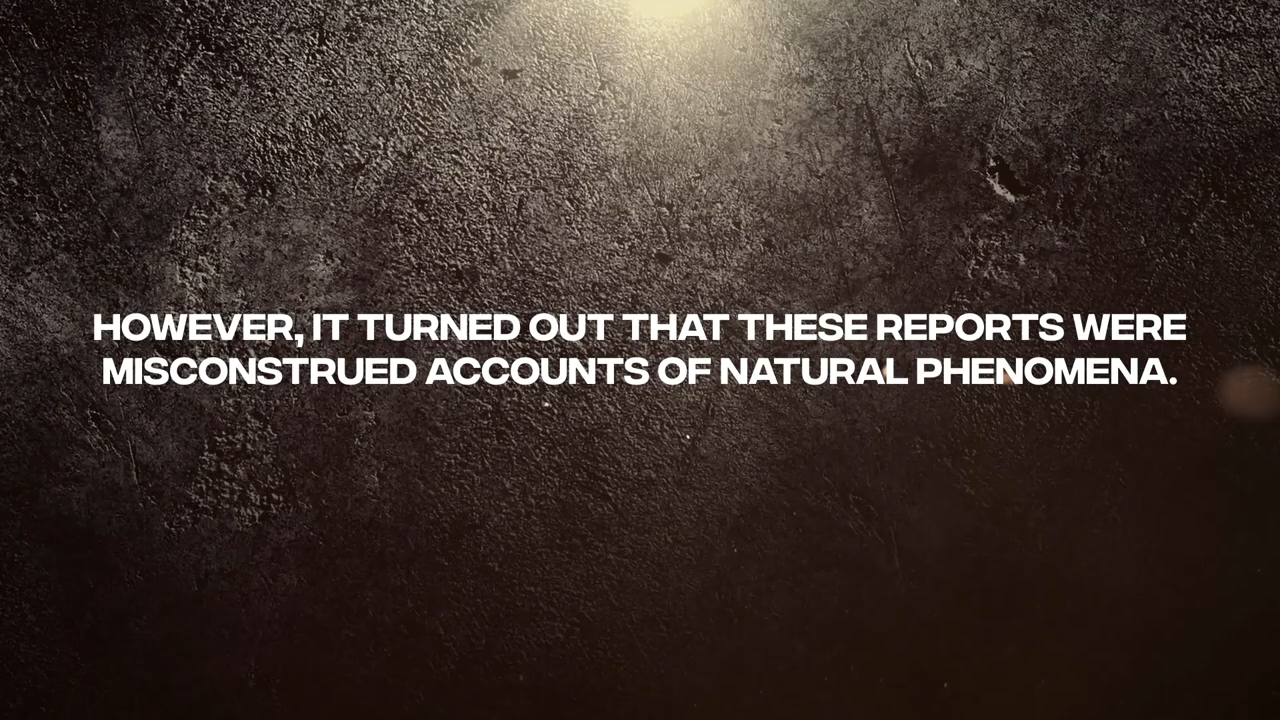 HOWEVER, IT TURNED OUT THAT THESE REPORTS WERE
MISCONSTRUED ACCOUNTS OF NATURAL PHENOMENA.